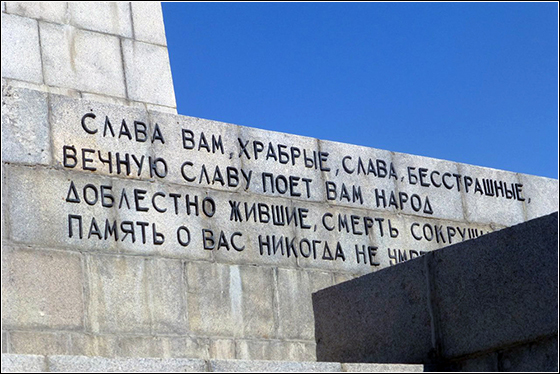 СЛАВА ВАМ, ХРАБРЫЕ, СЛАВА, БЕССТРАШНЫЕ,
ВЕЧНУЮ СЛАВУ ПОЕТ ВАМ НАРОД
ДОБЛЕСТНО ЖИВШИЕ, СМЕРТЬ
ПАМЯТЬ О ВАС НИКОГДА НЕ